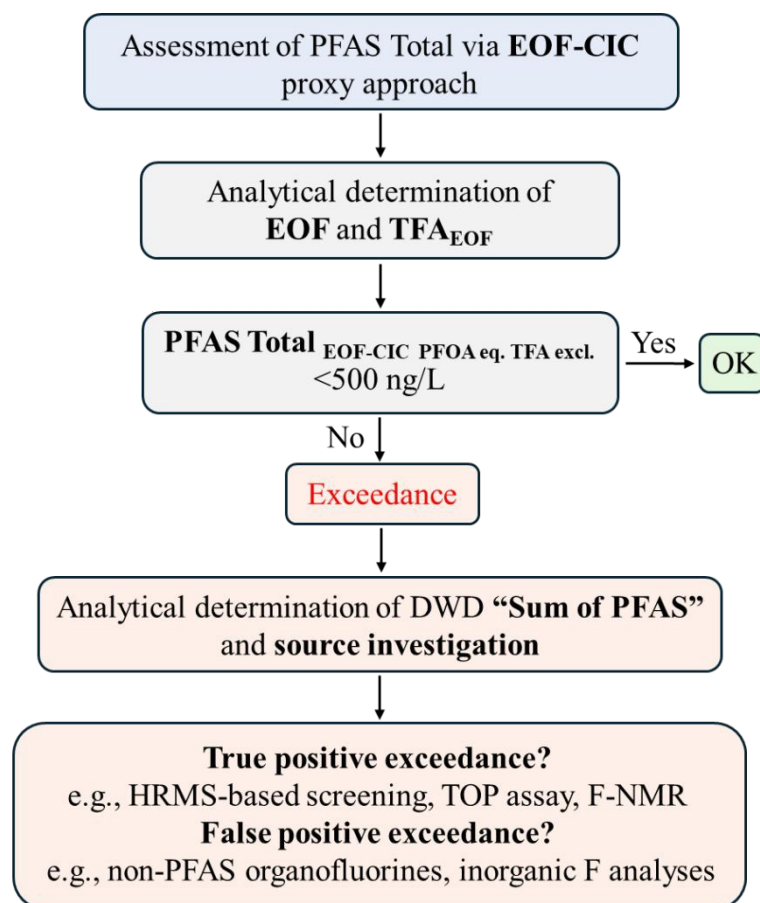 Assessment of PFAS Total via EOF-CIC
proxy approach
Analytical determination of
EOF and TFAEOF
PFAS Total EOF-CIC PFOA eq. TFA excl.
<500 ng/L
Yes
OK
No
Exceedance
Analytical determination of DWD “Sum of PFAS”
and source investigation
True positive exceedance?
e.g., HRMS-based screening, TOP assay, F-NMR
False positive exceedance?
e.g., non-PFAS organofluorines, inorganic F analyses